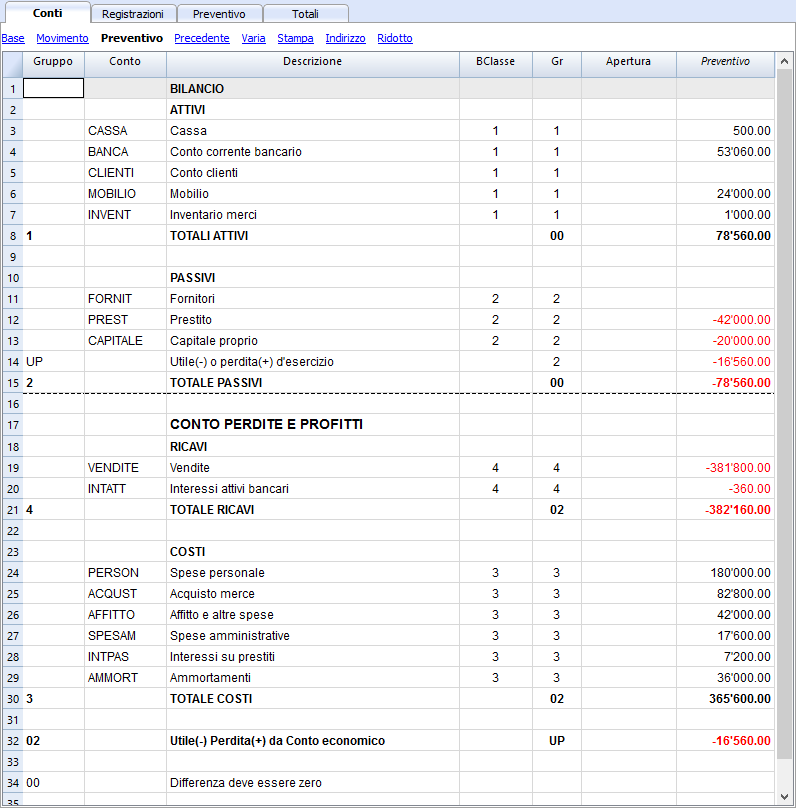 Conti Registrazioni Preventivo Totali
Base Movimento Preventivo Precedente Varia Stampa Indirizzo Ridotto
Gruppo Conto Descrizione BClasse Gr Apertura Preventivo
1 BILANCIO
2 ATTIVI
3 CASSA Cassa 1 1 500.00
4 BANCA Conto corrente bancario 1 1 53'060.00
5 CLIENTI Conto clienti 1 1
6 MOBILIO Mobilio 1 1 24'000.00
7 INVENT Inventario merci 1 1 1'000.00
8 1 TOTALI ATTIVI 00 78'560.00
9
10 PASSIVI
11 FORNIT Fornitori 2 2
12 PREST Prestito 2 2 -42'000.00
13 CAPITALE Capitale proprio 2 2 -20'000.00
14 UP Utile(-) o perdita(+) d'esercizio 2 -16'560.00
15 2 TOTALE PASSIVI 00 -78'560.00
16
17 CONTO PERDITE E PROFITTI
18 RICAVI
19 VENDITE Vendite 4 4 -381'800.00
20 INTATT Interessi attivi bancari 4 4 -360.00
21 4 TOTALE RICAVI 02 -382'160.00
22
23 COSTI
24 PERSON Spese personale 3 3 180'000.00
25 ACQUST Acquisto merce 3 3 82'800.00
26 AFFITTO Affitto e altre spese 3 3 42'000.00
27 SPESAM Spese amministrative 3 3 17'600.00
28 INTPAS Interessi su prestiti 3 3 7'200.00
29 AMMORT Ammortamenti 3 3 36'000.00
30 3 TOTALE COSTI 02 365'600.00
31
32 02 Utile(-) Perdita(+) da Conto economico UP -16'560.00
33
34 00 Differenza deve essere zero
35